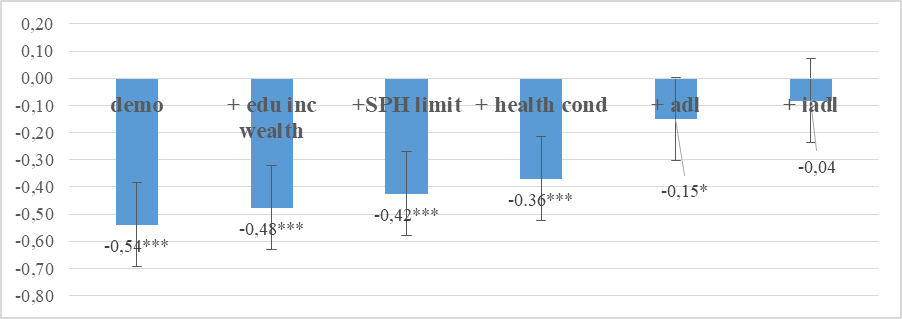 0,20
0,10
0,00
-0,10
-0,20
-0,30
-0,40
-0,50
-0,60
-0,70
-0,80
demo
+ edu inc
wealth
+SPH limit
+ health cond
+ adl
+ iadl
-0,54***
-0,48***
-0,42***
-0.36***
-0,15*
-0,04